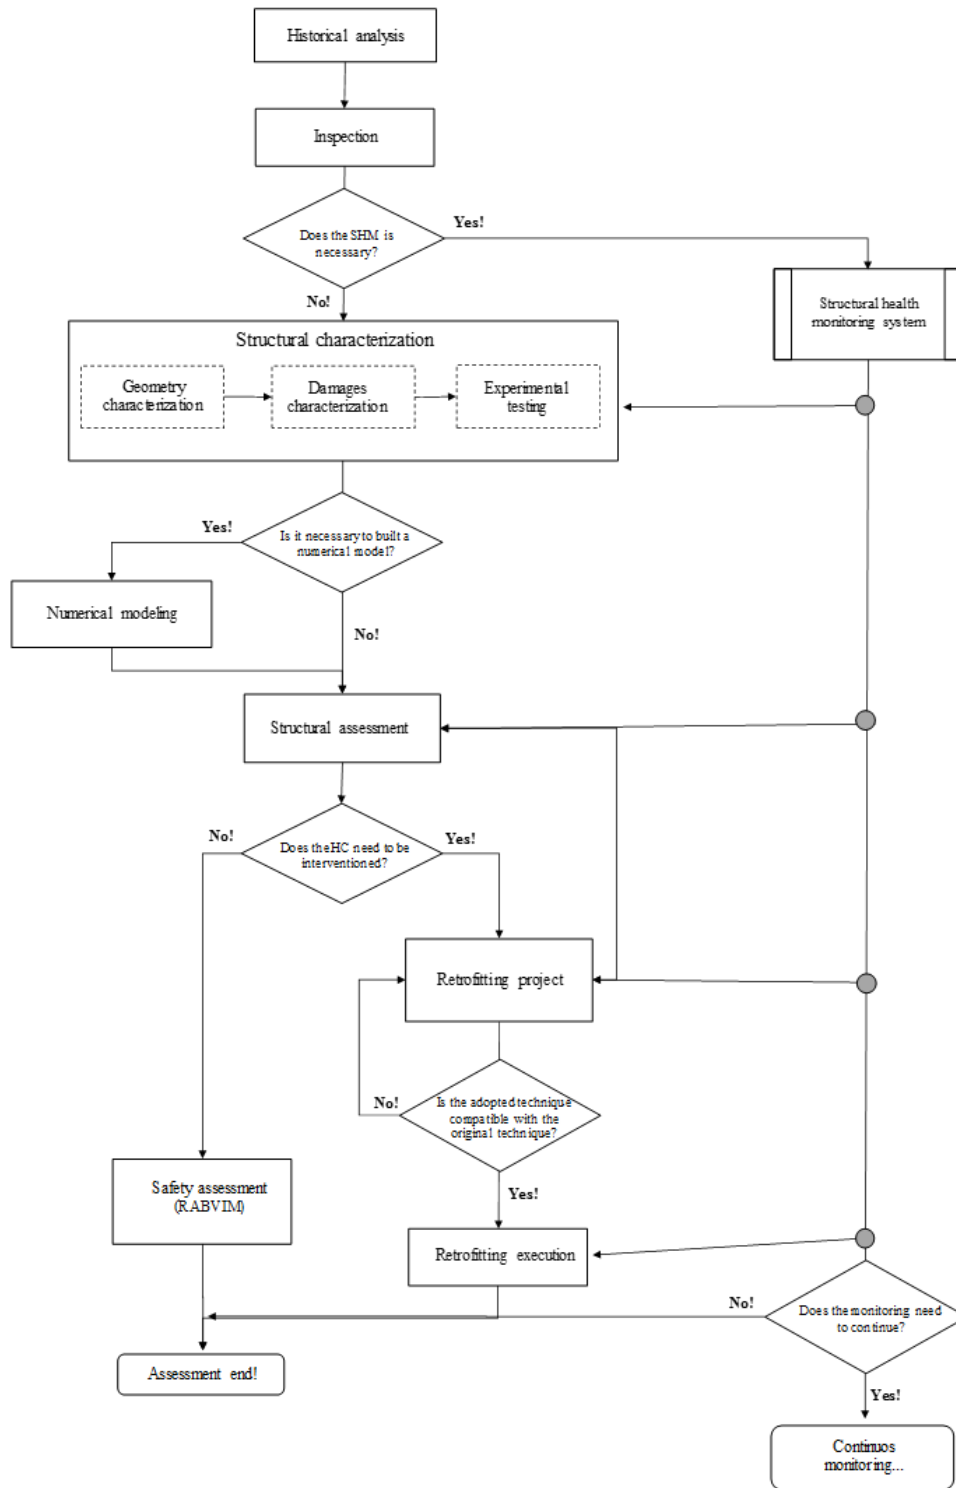 Historical analysis
Inspection
Does the SHM is
necessary?
Yes!
No!
Structural health
monitoring system
Structural characterization
Geometry
characterization
Damages
characterization
Experimental
testing
Is it necessary to built a
numerical model?
Yes!
No!
Numerical modeling
Structural assessment
Does the HC need to be
interventioned?
No!
Yes!
Retrofitting project
Is the adopted technique
compatible with the
original technique?
No!
Yes!
Safety assessment
(RABVIM)
Retrofitting execution
Does the monitoring need
to continue?
No!
Yes!
Assessment end!
Continuos
monitoring...